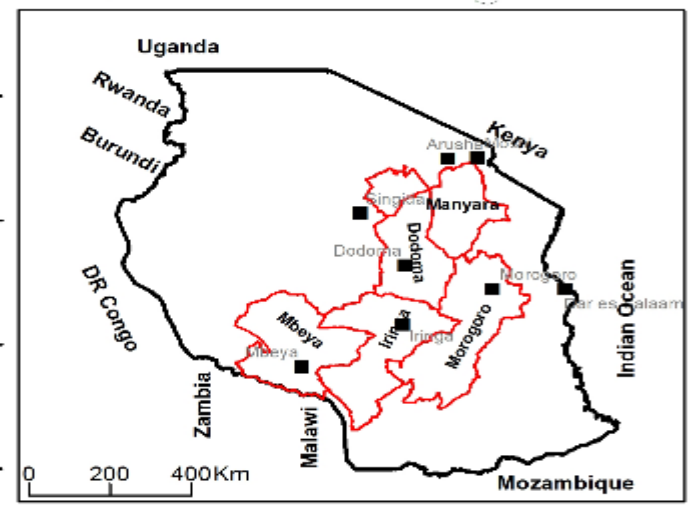 Uganda
Rwanda
Kenya
Burundi
Arusha
Singida
Manyara
Dodoma
Dodoma
Morogoro
DR Congo
Dar es Salaam
Indian Ocean
Mbeya
Iringa
Iringa
Morogoro
Mbeya
Zambia
Malawi
0 200 400Km
Mozambique